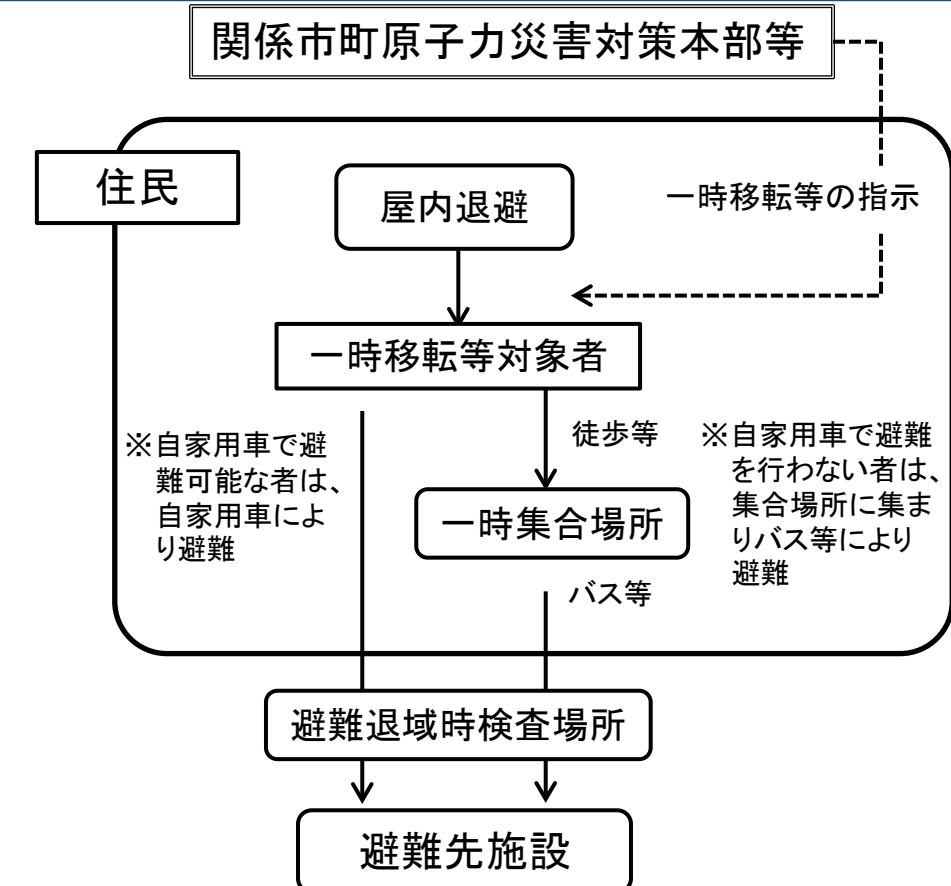 関係市町原子力災害対策本部等
住民
屋内退避
一時移転等の指示
一時移転等対象者
※自家用車で避
難可能な者は、
自家用車によ
り避難
徒歩等
※自家用車で避難
を行わない者は、
集合場所に集ま
りバス等により
避難
一時集合場所
バス等
避難退域時検査場所
避難先施設